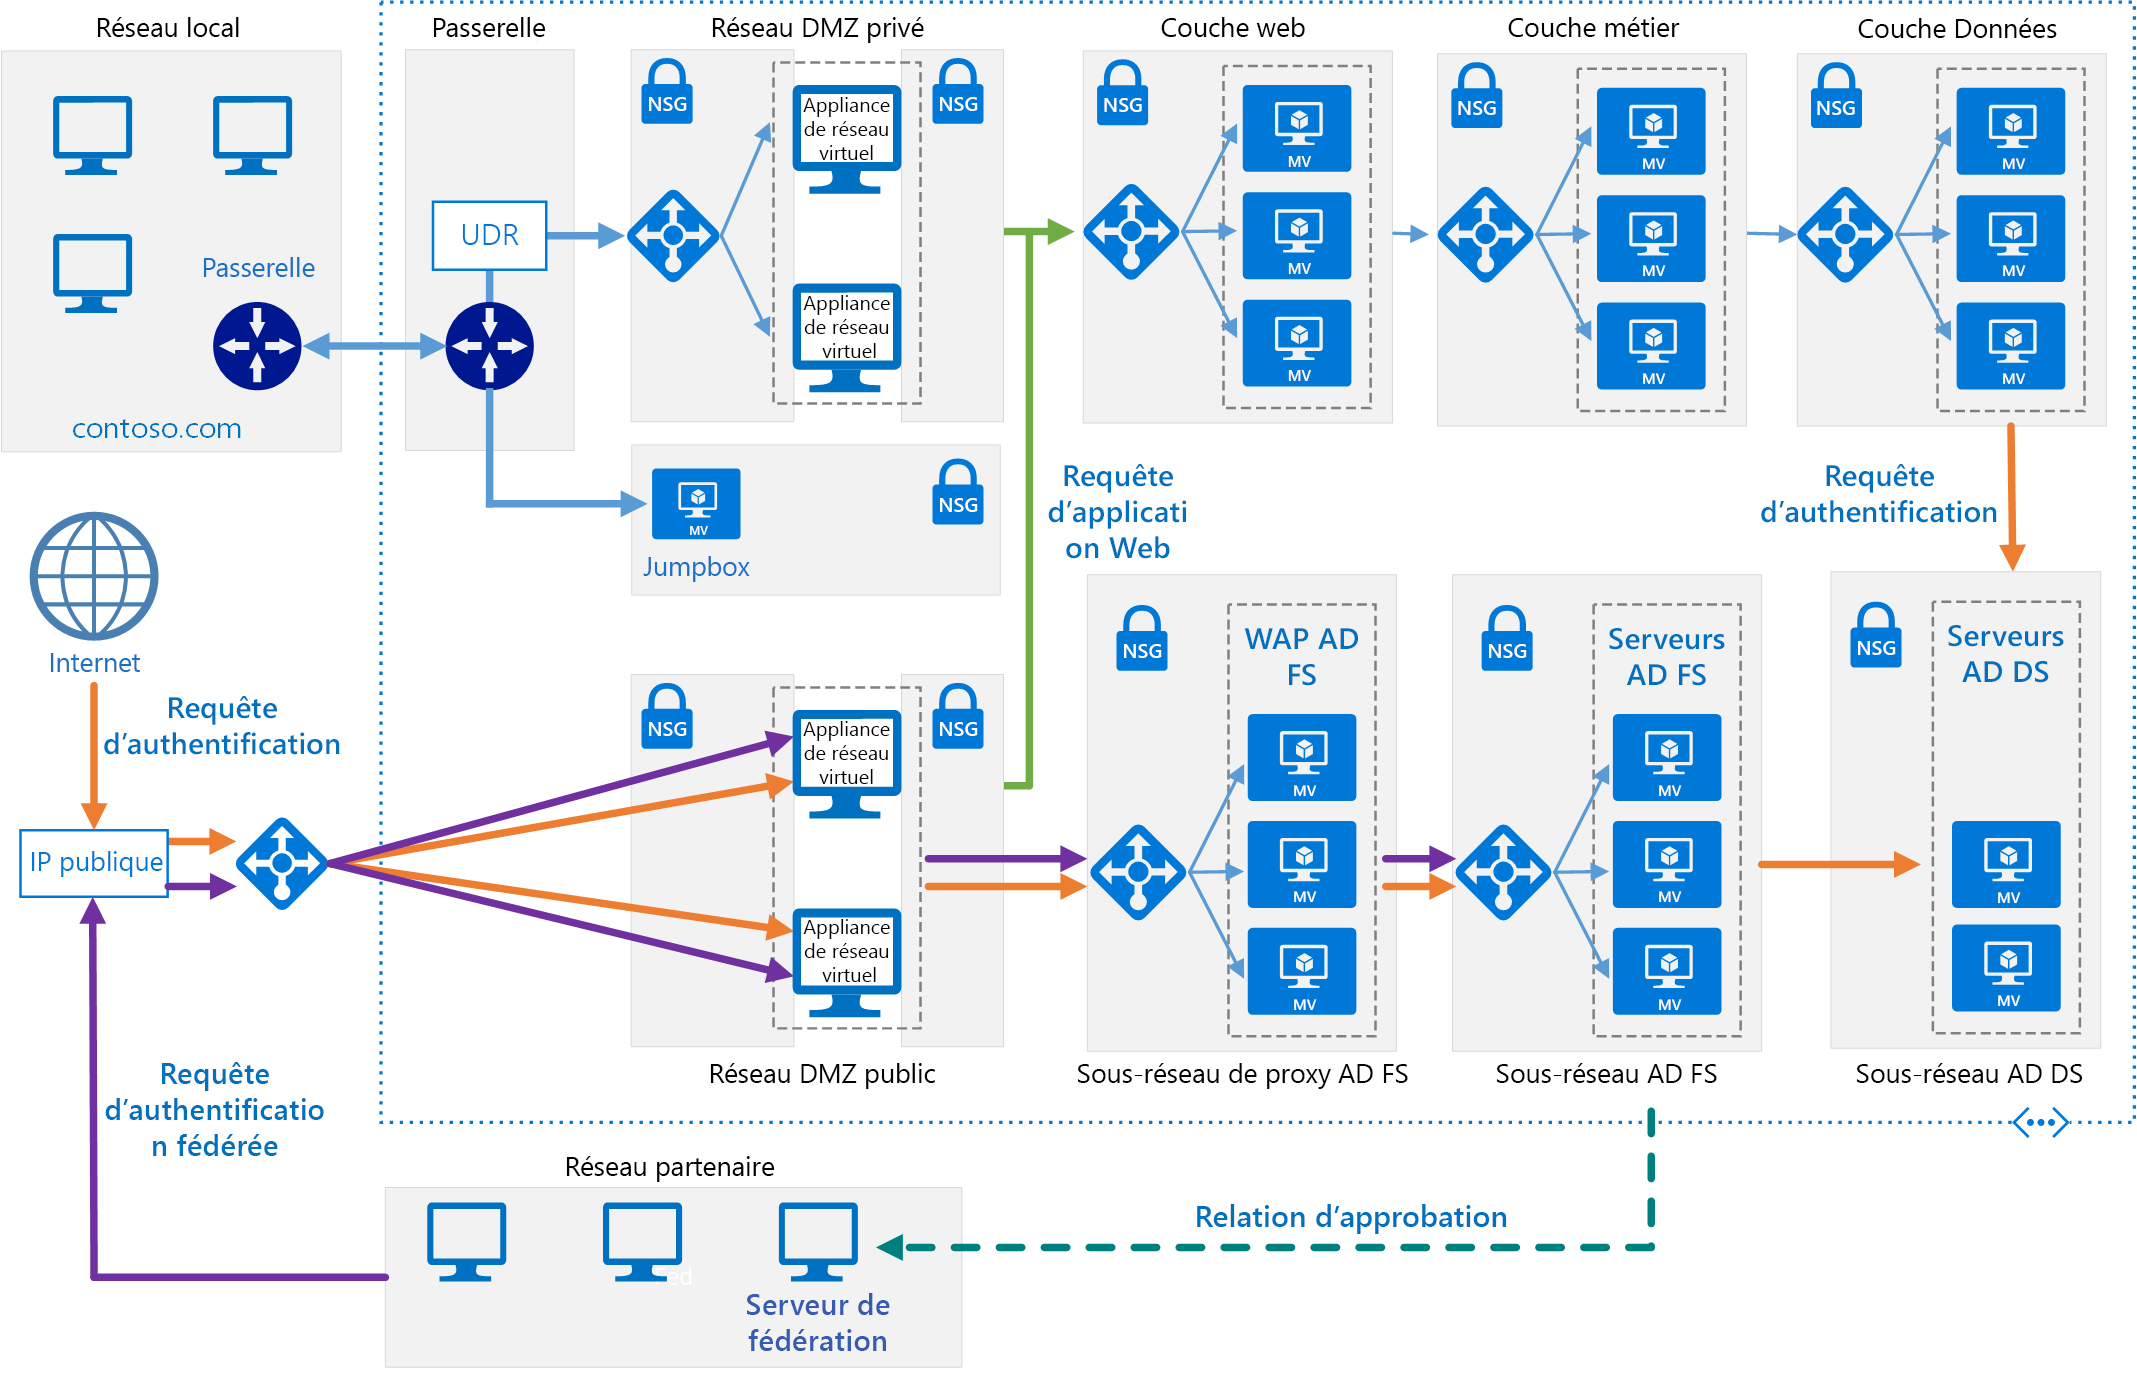 Réseau local
Passerelle
Réseau DMZ privé
Couche web
Couche métier
Couche Données
NSG
Appliance
de réseau
virtuel
NSG
NSG
MV
MV
MV
NSG
MV
MV
MV
NSG
MV
MV
MV
UDR
Passerelle
Appliance
de réseau
virtuel
contoso.com
MV
Jumpbox
NSG
Requête
d’applicati
on Web
Requête
d’authentification
Internet
Requête
d’authentification
IP publique
NSG
Appliance
de réseau
virtuel
NSG
Appliance
de réseau
virtuel
Réseau DMZ public
NSG
WAP AD
FS
MV
MV
MV
Sous-réseau de proxy AD FS
NSG
Serveurs
AD FS
MV
MV
MV
Sous-réseau AD FS
NSG
Serveurs
AD DS
MV
MV
Sous-réseau AD DS
Requête
d’authentificatio
n fédérée
Réseau partenaire
Fed
Serveur de
fédération
Relation d’approbation